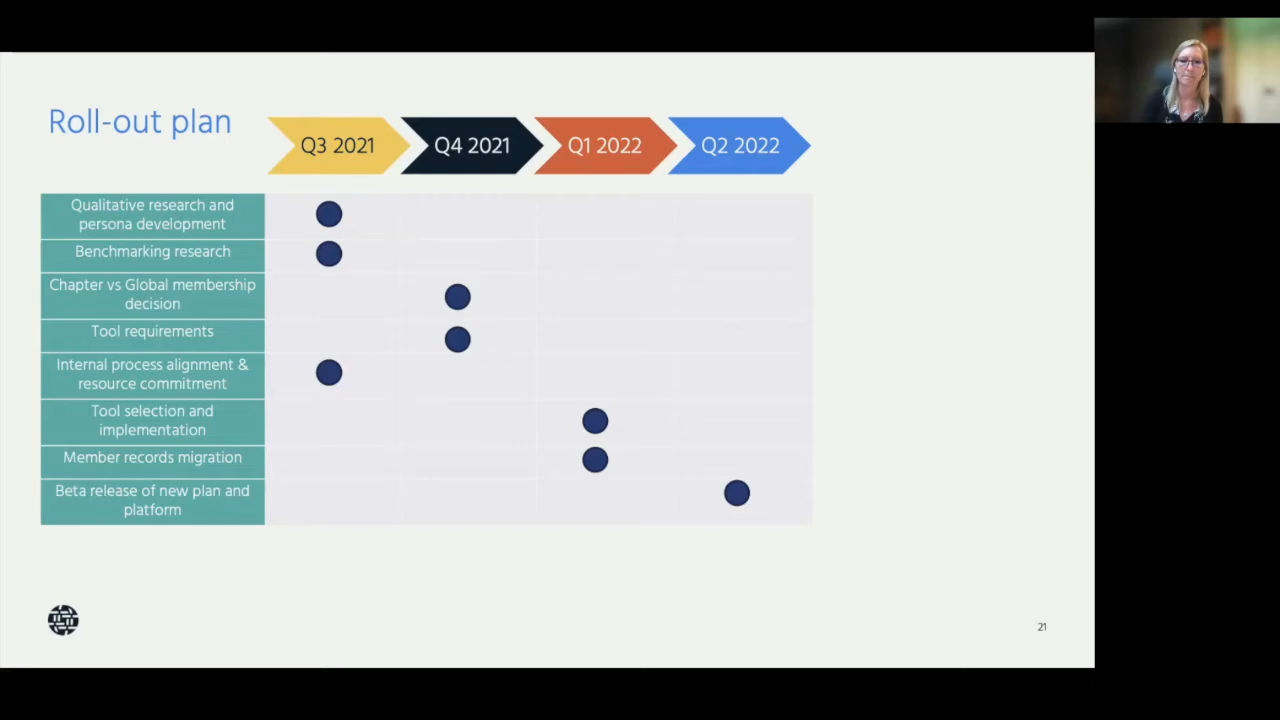 Roll-out plan
Q3 2021
Q4 2021
Q1 2022
Q2 2022
Qualitative research and
persona development
Benchmarking research
Chapter vs Global membership
decision
Tool requirements
Internal process alignment &
resource commitment
Tool selection and
implementation
Member records migration
Beta release of new plan and
platform
21